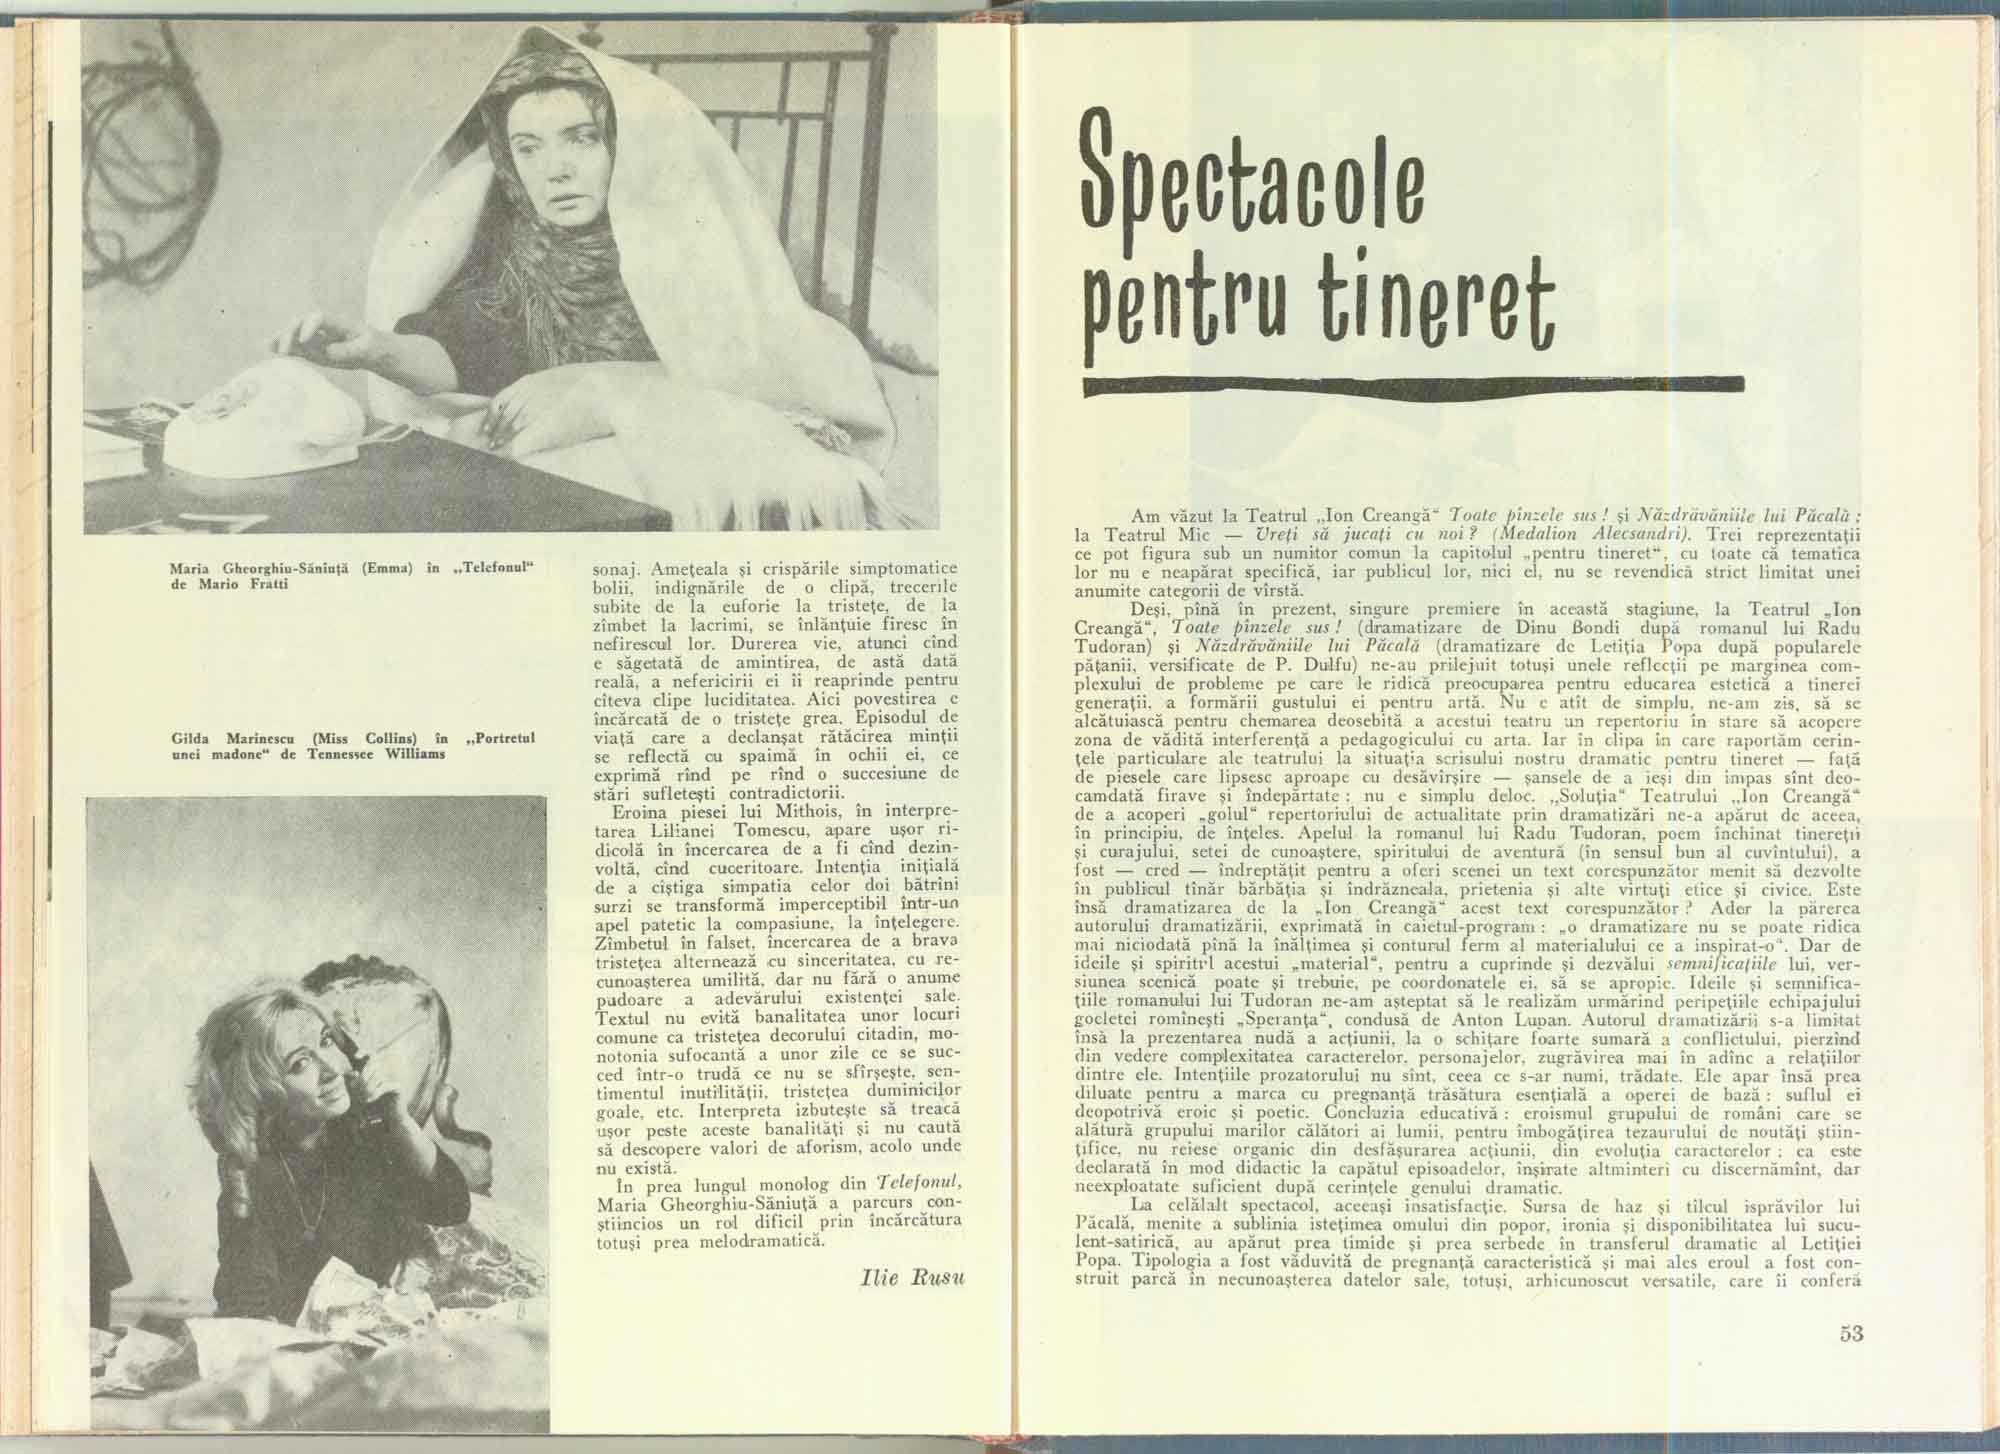 Maria Gheorghiu-Săniuță (Emma) în „Telefonul“
de Mario Fratti
Gilda Marinescu (Miss Collins) în „Portretul
unei madone“ de Tennessee Williams
sonaj. Amețeala și crispările simptomatice
bolii, indignările de o clipă, trecerile
subite de la euforie la tristețe, de la
zîmbet la lacrimi, se înlănțuie firesc în
nefirescul lor. Durerea vie, atunci cînd
e săgetată de amintirea, de astă dată
reală, a nefericirii ei îi reaprinde pentru
cîteva clipe luciditatea. Aici povestirea e
încărcată de o tristețe grea. Episodul de
viață care a declanșat rătăcirea minții
se reflectă cu spaimă în ochii ei, ce
exprimă rînd pe rînd o succesiune de
stări sufletești contradictorii.
Eroina piesei lui Mithois, în interpre-
tarea Lilianei Tomescu, apare ușor ri-
dicolă în încercarea de a fi cînd dezin-
voltă, cînd cuceritoare. Intenția inițială
de a cîștiga simpatia celor doi bătrîni
surzi se transformă imperceptibil într-un
apel patetic la compasiune, la înțelegere.
Zîmbetul în falset, încercarea de a brava
tristețea alternează cu sinceritatea, cu re-
cunoașterea umilită, dar nu fără o anume
pudoare a adevărului existenței sale.
Textul nu evită banalitatea unor locuri
comune ca tristețea decorului citadin, mo-
notonia sufocantă a unor zile ce se suc-
ced într-o trudă ce nu se sfîrșește, sen-
timentul inutilității, tristețea duminicilor
goale, etc. Interpreta izbutește să treacă
ușor peste aceste banalități și nu caută
să descopere valori de aforism, acolo unde
nu există.
În prea lungul monolog din Telefonul,
Maria Gheorghiu-Săniuță a parcurs con-
știincios un rol dificil prin încărcătura
totuși prea melodramatică.
Ilie Rusu
Spectacole
pentru tineret
Am văzut la Teatrul „Ion Creangă“ Toate pînzele sus ! și Năzdrăvăniile lui Păcală ;
la Teatrul Mic — Vreți să jucați cu noi ? (Medalion Alecsandri). Trei reprezentații
ce pot figura sub un numitor comun la capitolul „pentru tineret“, cu toate că tematica
lor nu e neapărat specifică, iar publicul lor, nici el, nu se revendică strict limitat unei
anumite categorii de vîrstă.
Deși, pînă în prezent, singure premiere în această stagiune, la Teatrul „Ion
Creangă“, Toate pînzele sus ! (dramatizare de Dinu Bondi după romanul lui Radu
Tudoran) și Năzdrăvăniile lui Păcală (dramatizare de Letiția Popa după popularele
pățanii, versificate de P. Dulfu) ne-au prilejuit totuși unele reflecții pe marginea com-
plexului de probleme pe care le ridică preocuparea pentru educarea estetică a tinerei
generații, a formării gustului ei pentru artă. Nu e atît de simplu, ne-am zis, să se
alcătuiască pentru chemarea deosebită a acestui teatru un repertoriu în stare să acopere
zona de vădită interferență a pedagogicului cu arta. Iar în clipa în care raportăm cerin-
țele particulare ale teatrului la situația scrisului nostru dramatic pentru tineret — față
de piesele care lipsesc aproape cu desăvîrșire — șansele de a ieși din impas sînt deo-
camdată firave și îndepărtate : nu e simplu deloc. „Soluția“ Teatrului „Ion Creangă“
de a acoperi „golul“ repertoriului de actualitate prin dramatizări ne-a apărut de aceea,
în principiu, de înțeles. Apelul la romanul lui Radu Tudoran, poem închinat tinereții
și curajului, setei de cunoaștere, spiritului de aventură (în sensul bun al cuvîntului), a
fost — cred — îndreptățit pentru a oferi scenei un text corespunzător menit să dezvolte
în publicul tînăr bărbăția și îndrăzneala, prietenia și alte virtuți etice și civice. Este
însă dramatizarea de la „Ion Creangă“ acest text corespunzător ? Ader la părerea
autorului dramatizării, exprimată în caietul-program : „o dramatizare nu se poate ridica
mai niciodată pînă la înălțimea și conturul ferm al materialului ce a inspirat-o“. Dar de
ideile și spiritul acestui „material“, pentru a cuprinde și dezvălui semnificațiile lui, ver-
siunea scenică poate și trebuie, pe coordonatele ei, să se apropie. Ideile și semnifica-
țiile romanului lui Tudoran ne-am așteptat să le realizăm urmărind peripețiile echipajului
goeletei romînești „Speranța“, condusă de Anton Lupan. Autorul dramatizării s-a limitat
însă la prezentarea nudă a acțiunii, la o schițare foarte sumară a conflictului, pierzînd
din vedere complexitatea caracterelor, personajelor, zugrăvirea mai în adînc a relațiilor
dintre ele. Intențiile prozatorului nu sînt, ceea ce s-ar numi, trădate. Ele apar însă prea
diluate pentru a marca cu pregnanță trăsătura esențială a operei de bază : suflul ei
deopotrivă eroic și poetic. Concluzia educativă : eroismul grupului de români care se
alătură grupului marilor călători ai lumii, pentru îmbogățirea tezaurului de noutăți știin-
țifice, nu reiese organic din desfășurarea acțiunii, din evoluția caracterelor ; ea este
declarată în mod didactic la capătul episoadelor, înșirate altminteri cu discernămînt, dar
neexploatate suficient după cerințele genului dramatic.
La celălalt spectacol, aceeași insatisfacție. Sursa de haz și tîlcul isprăvilor lui
Păcală, menite a sublinia istețimea omului din popor, ironia și disponibilitatea lui sucu-
lent-satirică, au apărut prea timide și prea serbede în transferul dramatic al Letiției
Popa. Tipologia a fost văduvită de pregnanță caracteristică și mai ales eroul a fost con-
struit parcă în necunoașterea datelor sale, totuși, arhicunoscut versatile, care îi conferă
53